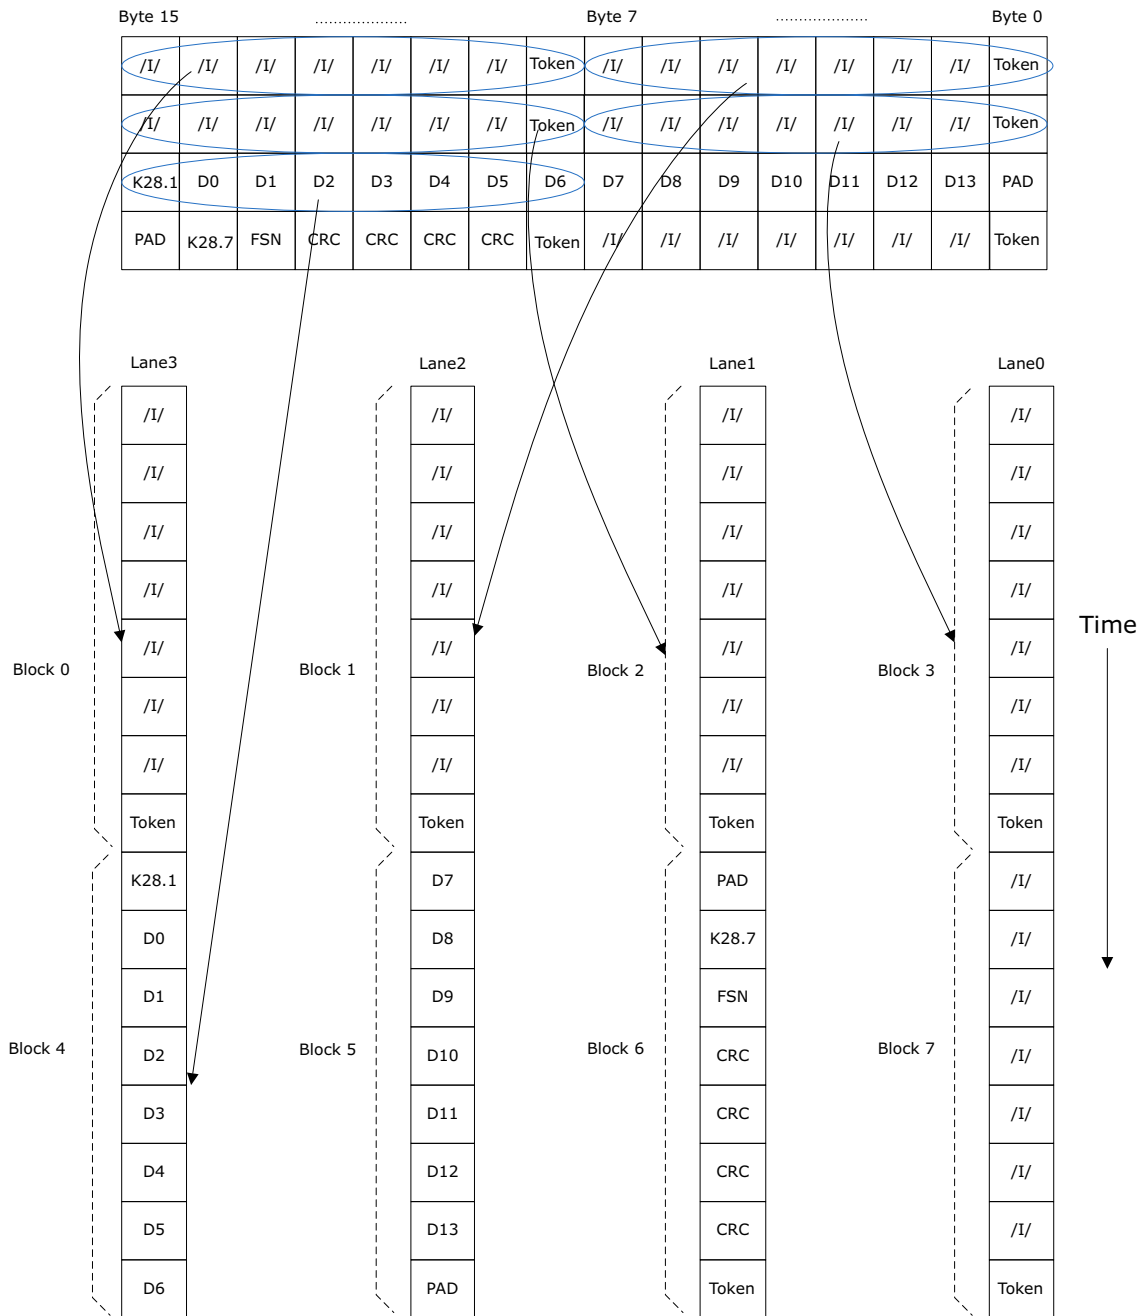 Byte 15 ................... Byte 7 ................... Byte 0
/I/ /I/ /I/ /I/ /I/ /I/ /I/ Token /I/ /I/ /I/ /I/ /I/ /I/ /I/ Token
/I/ /I/ /I/ /I/ /I/ /I/ /I/ Token /I/ /I/ /I/ /I/ /I/ /I/ /I/ Token
K28.1 D0 D1 D2 D3 D4 D5 D6 D7 D8 D9 D10 D11 D12 D13 PAD
PAD K28.7 FSN CRC CRC CRC CRC Token /I/ /I/ /I/ /I/ /I/ /I/ /I/ Token
Lane3 Lane2 Lane1 Lane0
/I/ /I/ /I/ /I/
/I/ /I/ /I/ /I/
/I/ /I/ /I/ /I/
/I/ /I/ /I/ /I/
/I/ /I/ /I/ /I/
Time
Block 0 Block 1 Block 2 Block 3
/I/ /I/ /I/ /I/
/I/ /I/ /I/ /I/
Token Token Token Token
K28.1 D7 PAD /I/
D0 D8 K28.7 /I/
D1 D9 FSN /I/
Block 4 Block 5 Block 6 Block 7
D2 D10 CRC /I/
D3 D11 CRC /I/
D4 D12 CRC /I/
D5 D13 CRC /I/
D6 PAD Token Token